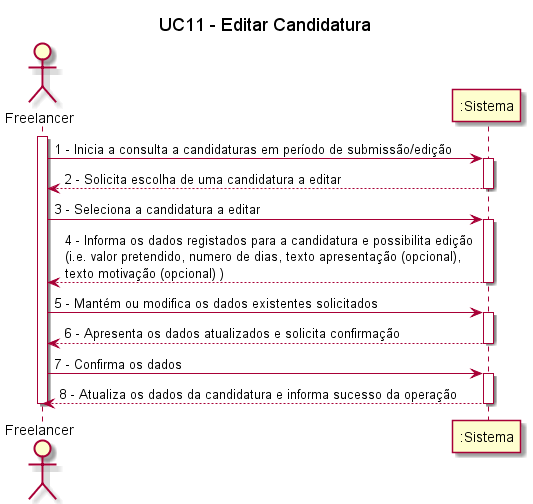 UC11 - Editar Candidatura
Freelancer
:Sistema
1 - Inicia a consulta a candidaturas em período de submissão/edição
2 - Solicita escolha de uma candidatura a editar
3 - Seleciona a candidatura a editar
4 - Informa os dados registados para a candidatura e possibilita edição
(i.e. valor pretendido, numero de dias, texto apresentação (opcional),
texto motivação (opcional) )
5 - Mantém ou modifica os dados existentes solicitados
6 - Apresenta os dados atualizados e solicita confirmação
7 - Confirma os dados
8 - Atualiza os dados da candidatura e informa sucesso da operação
Freelancer
:Sistema